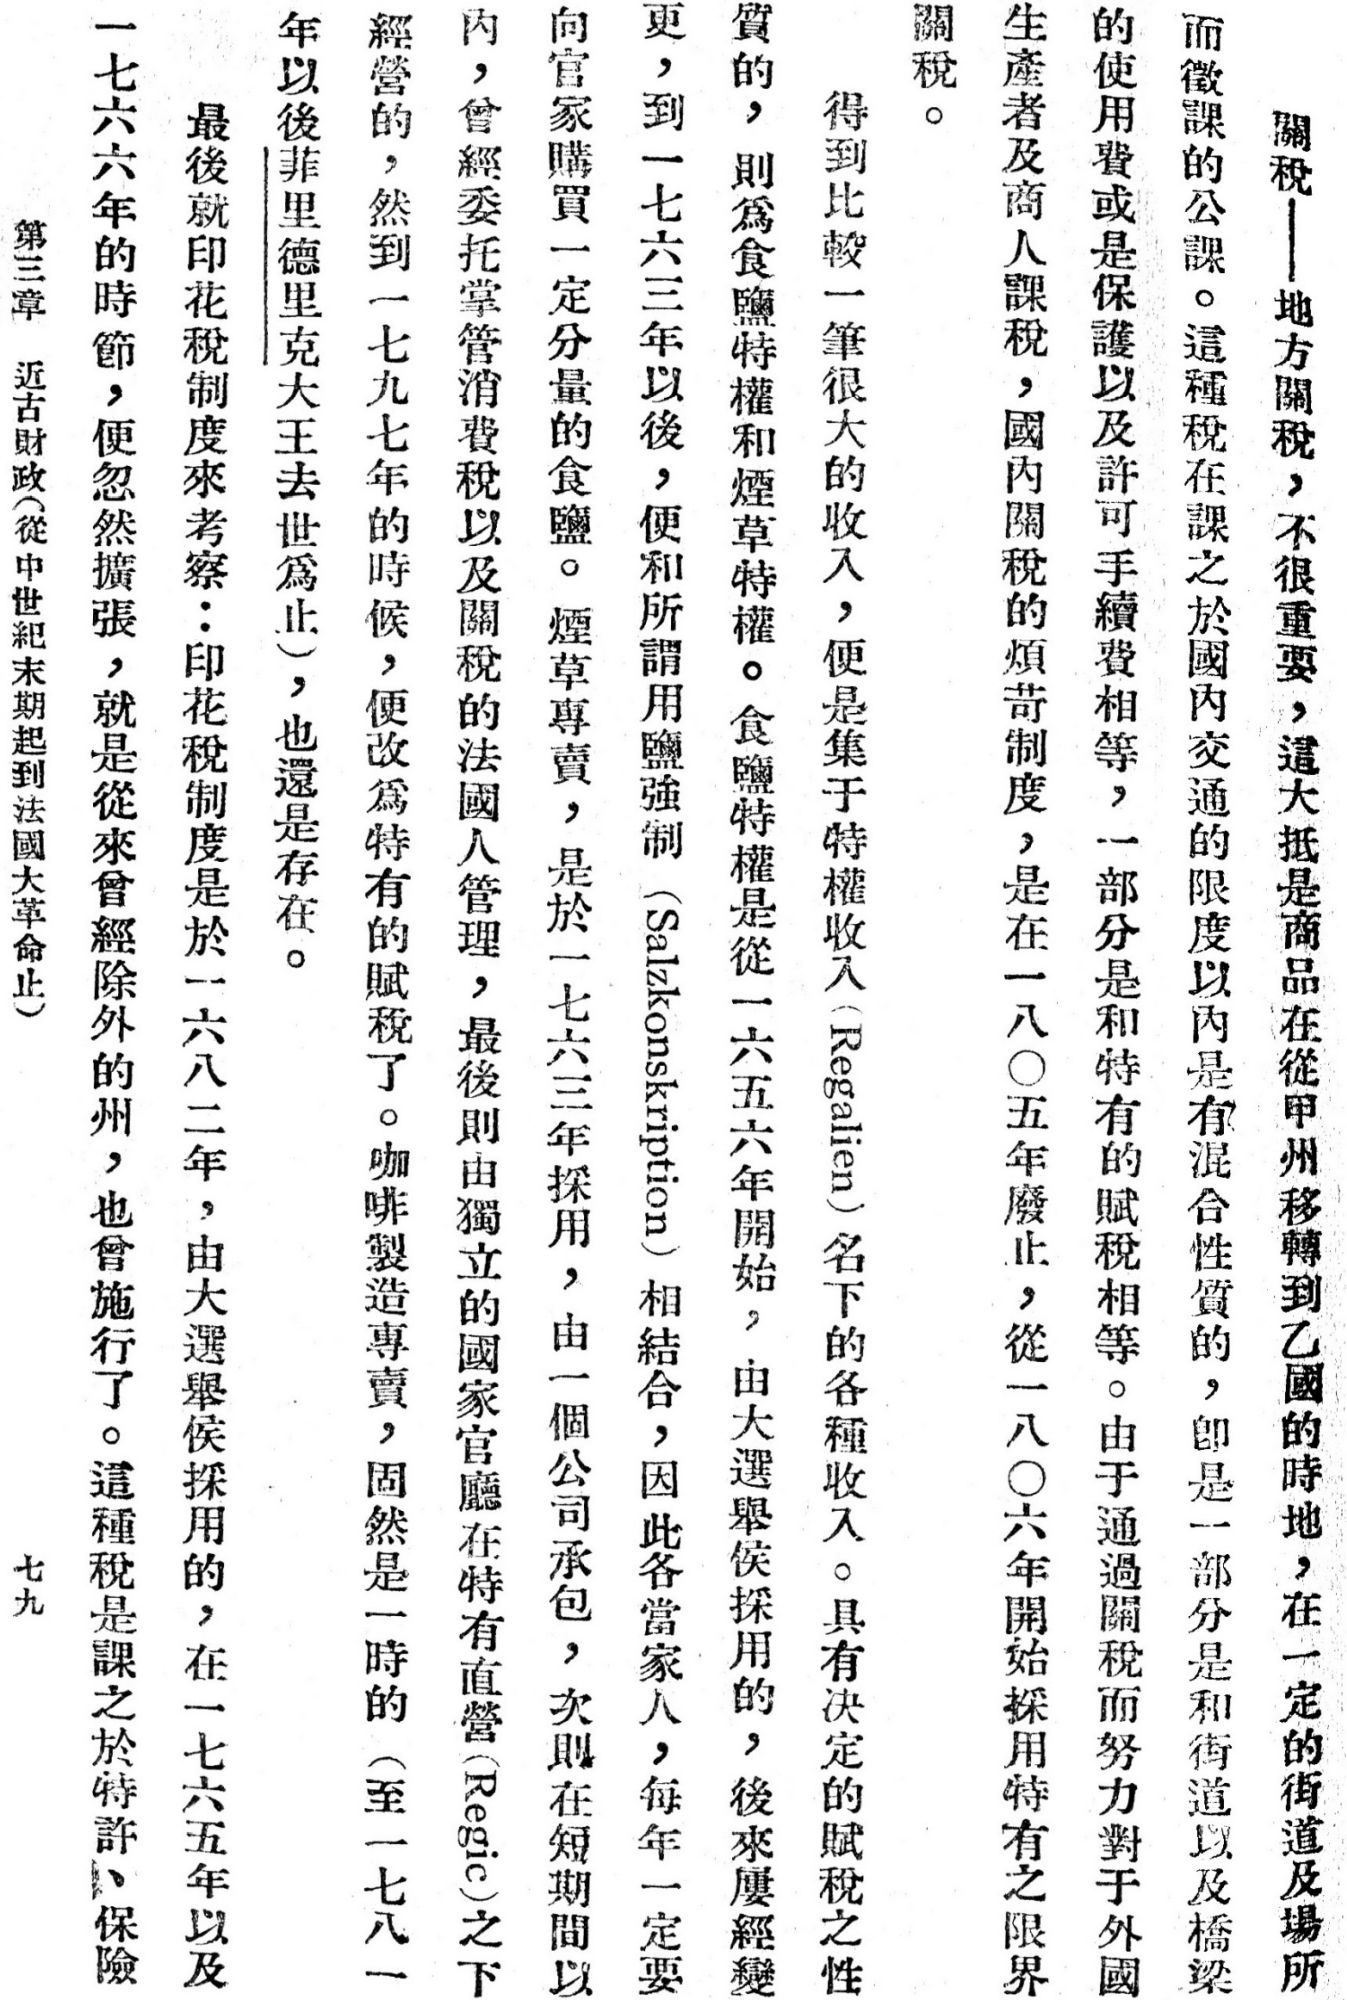 關稅——地方關稅，不很重要，這大抵是商品在從甲州移轉到乙國的時地，在一定的街道及場所
而徵課的公課。這種稅在課之於國內交通的限度以內是有混合性質的，卽是一部分是和街道以及橋梁
的使用費或是保護以及許可手續費相等，一部分是和特有的賦稅相等。由于通過關稅而努力對于外國
生產者及商人課稅，國內關稅的煩苛制度，是在一八〇五年廢止，從一八〇六年開始採用特有之限界
關稅。
得到比較一筆很大的收入，便是集于特權收入（Regalien）名下的各種收入。具有决定的賦稅之性
質的，則爲食鹽特權和煙草特權。食鹽特權是從一六五六年開始，由大選舉侯採用的，後來屢經變
更，到一七六三年以後，便和所謂用鹽强制（Salzkonskription）相結合，因此各當家人，每年一定要
向官家購買一定分量的食鹽。煙草專賣，是於一七六三年採用，由一個公司承包，次則在短期間以
內，曾經委托掌管消費稅以及關稅的法國人管理，最後則由獨立的國家官廳在特有直營（Regie）之下
經營的，然到一七九七年的時候，便改爲特有的賦稅了。咖啡製造專賣，固然是一時的（至一七八一
年以後菲里德里克大王去世爲止），也還是存在。
最後就印花稅制度來考察：印花稅制度是於一六八二年，由大選舉侯採用的，在一七六五年以及
一七六六年的時節，便忽然擴張，就是從來曾經除外的州，也曾施行了。這種稅是課之於特許、保險
第三章　近古財政（從中世紀末期起到法國大革命止）　七九